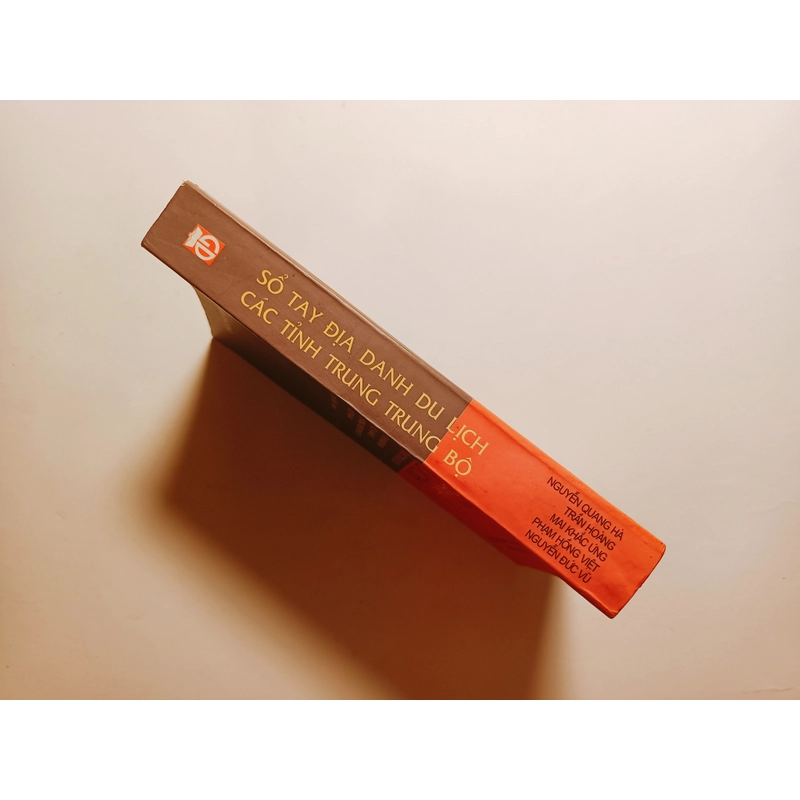 SỔ TAY ĐỊA DANH DU LỊCH
CÁC TỈNH TRUNG TRUNG BỘ
NGUYỄN QUANG HÀ
TRẦN HOÀNG
MAI KHẮC ỨNG
PHẠM HỒNG VIỆT
NGUYỄN ĐỨC VŨ